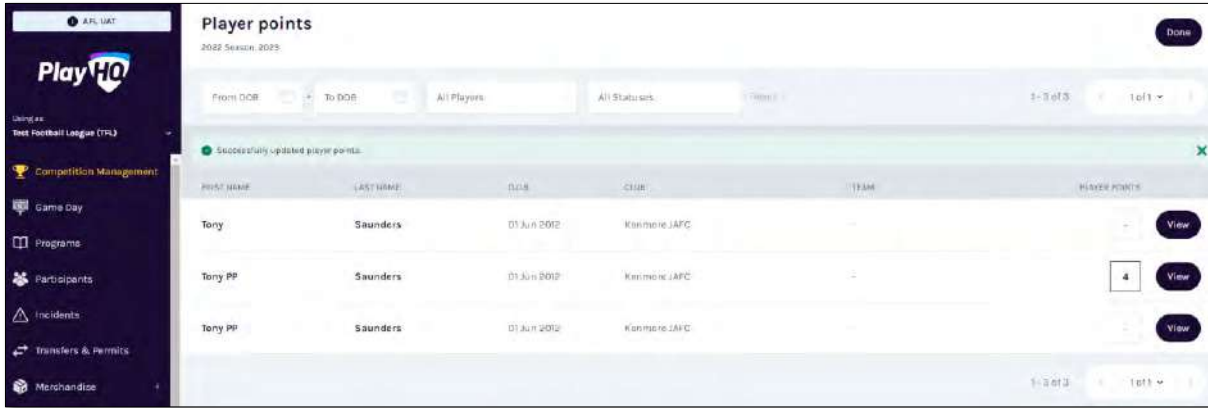 AFL UAT
PlayHQ
Using as:
Test Football League (TFL)
Competition Management
Game Day
Programs
Participants
Incidents
Transfers & Permits
Merchandise
Player points
2022 Season, 2023
Done
From DOB
To DOB
All Players
All Statuses
1-3 of 3
1 of 1
Successfully updated player points.
FIRST NAME LAST NAME D.O.B. CLUB TEAM PLAYER POINTS
Tony Saunders 01 Jun 2012 Kenmore JAFC - - View
Tony PP Saunders 01 Jun 2012 Kenmore JAFC - 4 View
Tony PP Saunders 01 Jun 2012 Kenmore JAFC - - View
1-3 of 3
1 of 1